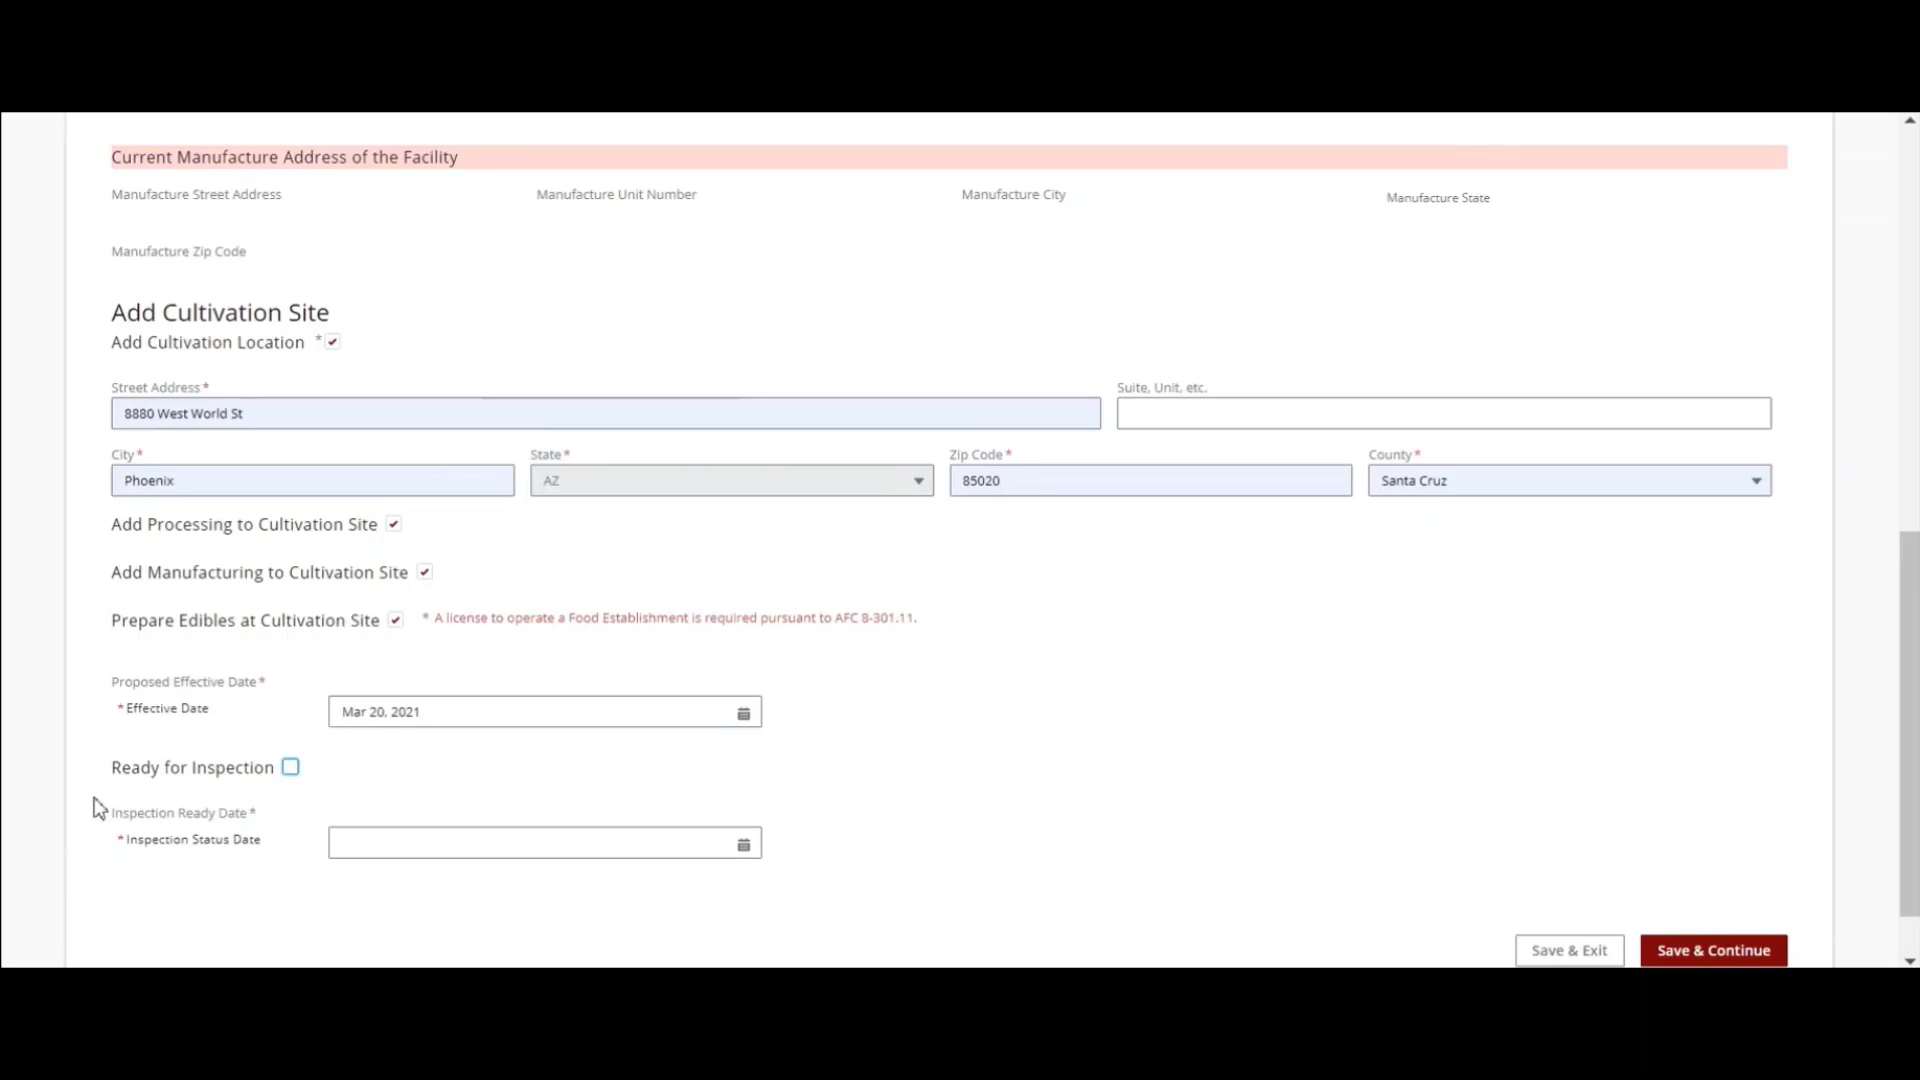 Current Manufacture Address of the Facility
Manufacture Street Address Manufacture Unit Number Manufacture City Manufacture State
Manufacture Zip Code
Add Cultivation Site
Add Cultivation Location *
Street Address * Suite, Unit, etc.
8880 West World St
City * State * Zip Code * County *
Phoenix AZ 85020 Santa Cruz
Add Processing to Cultivation Site
Add Manufacturing to Cultivation Site
Prepare Edibles at Cultivation Site * A license to operate a Food Establishment is required pursuant to AFC 8-301.11.
Proposed Effective Date *
* Effective Date Mar 20, 2021
Ready for Inspection
Inspection Ready Date *
* Inspection Status Date
Save & Exit Save & Continue